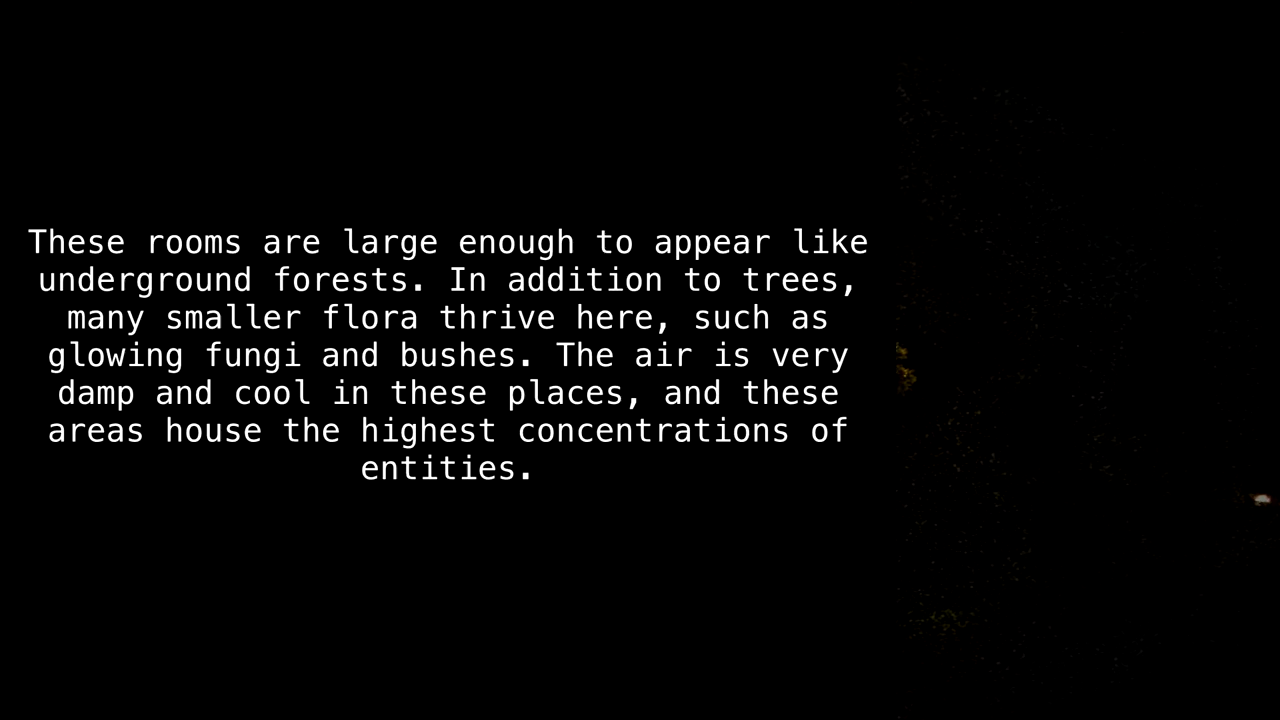 These rooms are large enough to appear like
underground forests. In addition to trees,
many smaller flora thrive here, such as
glowing fungi and bushes. The air is very
damp and cool in these places, and these
areas house the highest concentrations of
entities.